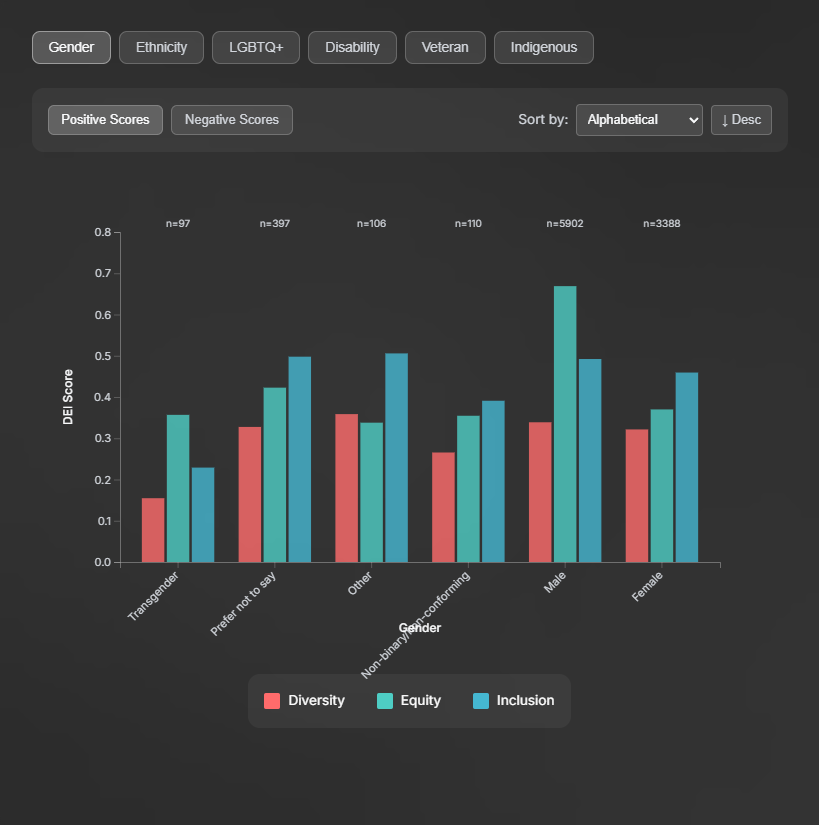 Gender Ethnicity LGBTQ+ Disability Veteran Indigenous
Positive Scores Negative Scores Sort by: Alphabetical ↓ Desc
n=97 n=397 n=106 n=110 n=5902 n=3388
0.8
0.7
0.6
0.5
0.4
0.3
0.2
0.1
0.0
DEI Score
Transgender
Prefer not to say
Other
Non-binary/Non-conforming
Male
Female
Gender
Diversity Equity Inclusion